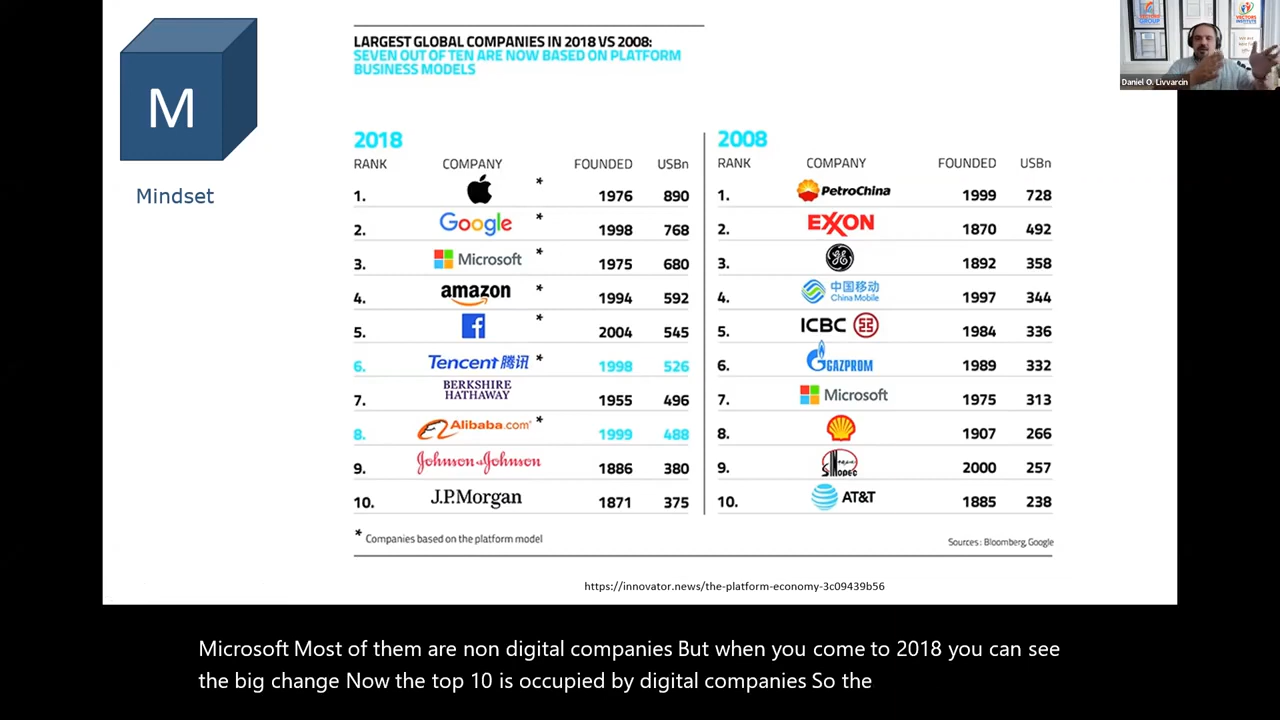 M
Mindset
LARGEST GLOBAL COMPANIES IN 2018 VS 2008:
SEVEN OUT OF TEN ARE NOW BASED ON PLATFORM
BUSINESS MODELS
2018
RANK COMPANY FOUNDED USBn
1. * 1976 890
2. Google * 1998 768
3. Microsoft * 1975 680
4. amazon * 1994 592
5. f * 2004 545
6. Tencent 腾讯 * 1998 526
7. BERKSHIRE HATHAWAY 1955 496
8. Alibaba.com * 1999 488
9. Johnson & Johnson 1886 380
10. J.P.Morgan 1871 375
* Companies based on the platform model
2008
RANK COMPANY FOUNDED USBn
1. PetroChina 1999 728
2. EXXON 1870 492
3. GE 1892 358
4. 中国移动 China Mobile 1997 344
5. ICBC 1984 336
6. GAZPROM 1989 332
7. Microsoft 1975 313
8. 1907 266
9. Sinopec 2000 257
10. AT&T 1885 238
Sources: Bloomberg, Google
https://innovator.news/the-platform-economy-3c09439b56
VECTORS GROUP
VECTORS INSTITUTE
Daniel O. Livvarcin
Microsoft Most of them are non digital companies But when you come to 2018 you can see
the big change Now the top 10 is occupied by digital companies So the